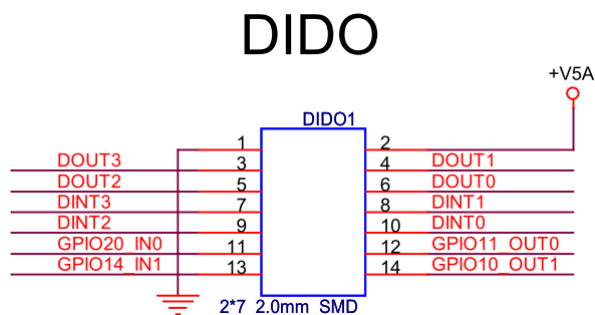 DIDO
+V5A
DIDO1
1 2
DOUT3 3 4 DOUT1
DOUT2 5 6 DOUT0
DINT3 7 8 DINT1
DINT2 9 10 DINT0
GPIO20_IN0 11 12 GPIO11_OUT0
GPIO14_IN1 13 14 GPIO10_OUT1
2*7 2.0mm SMD